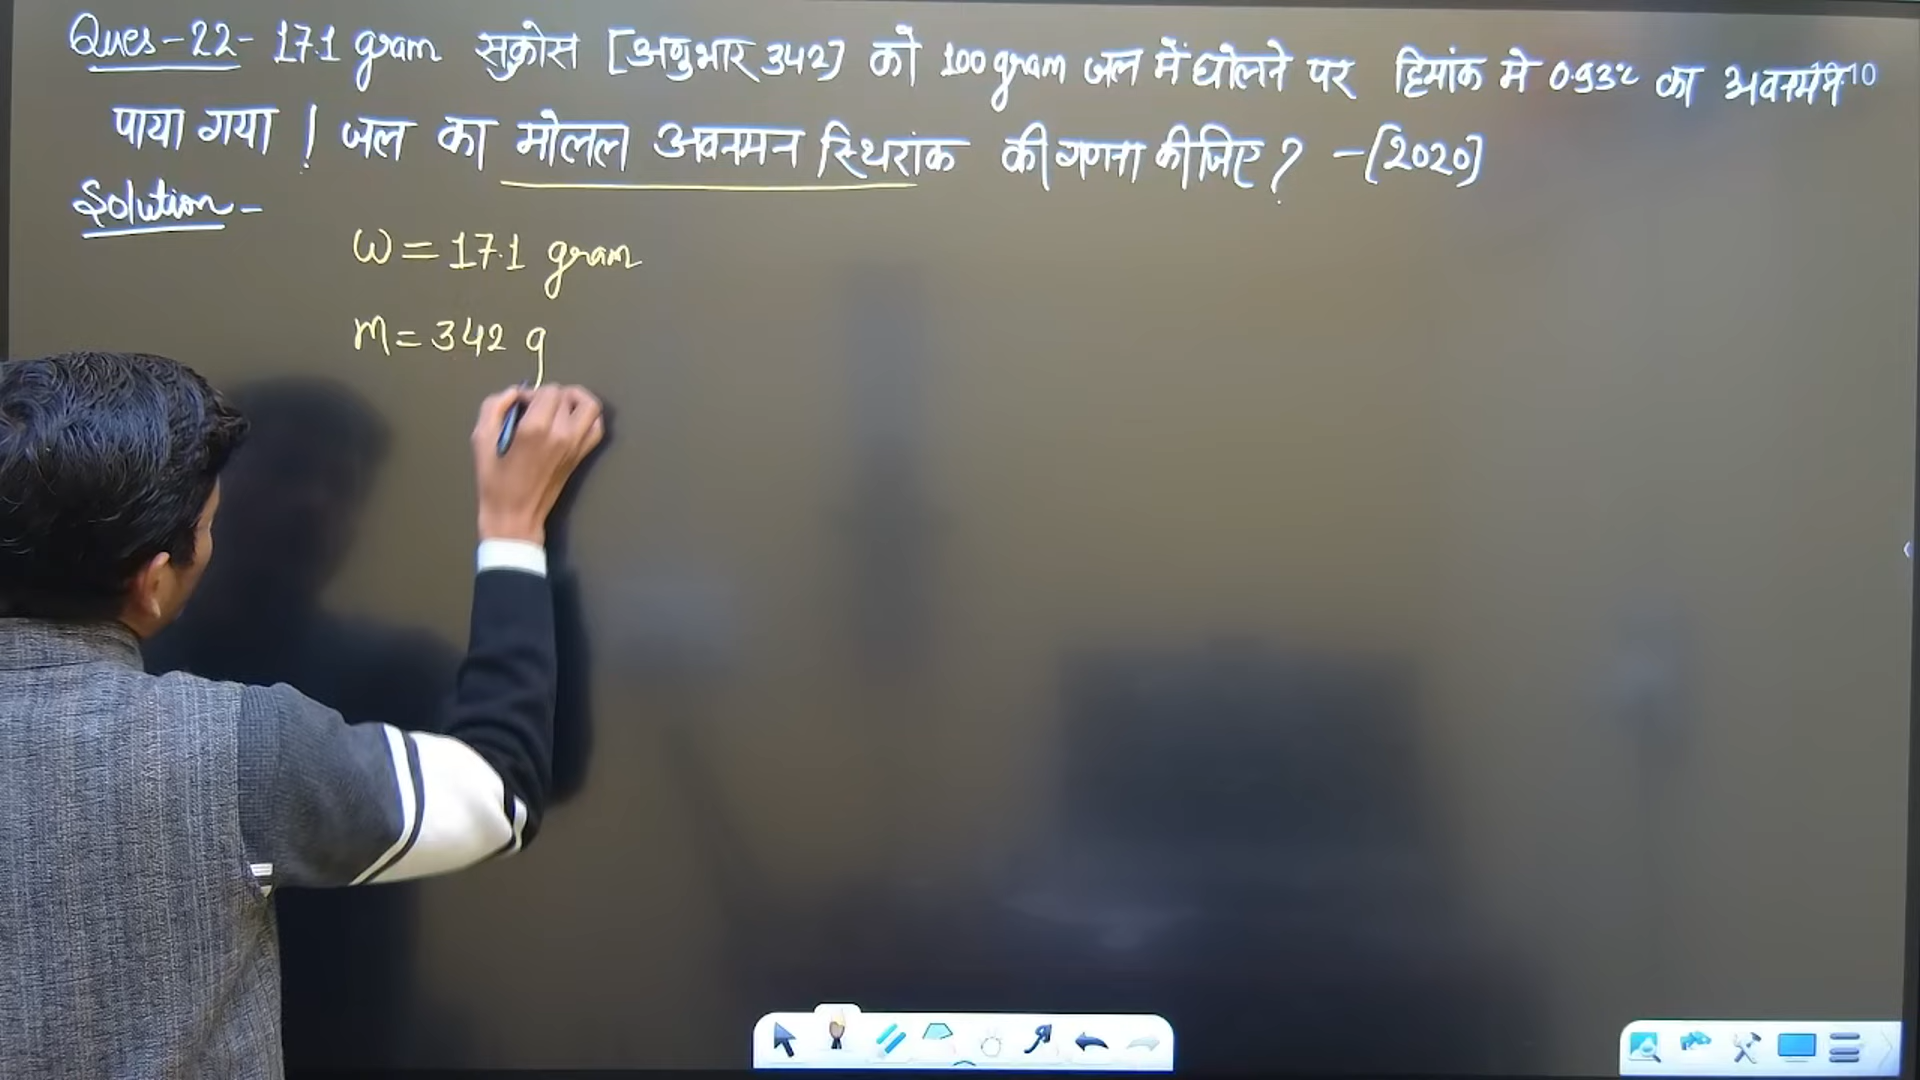 Ques-22- 17.1 gram सुक्रोस [अणुभार 342] को 100 gram जल में घोलने पर हिमांक मे 0.93°C का अवनमन
पाया गया ! जल का मोलल अवनमन स्थिरांक की गणना कीजिए ? -[2020]
Solution-
W = 17.1 gram
m = 342 g